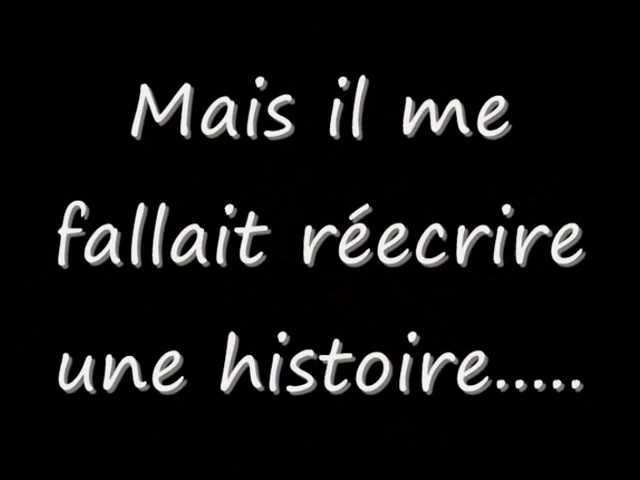 Mais il me
fallait réecrire
une histoire.....